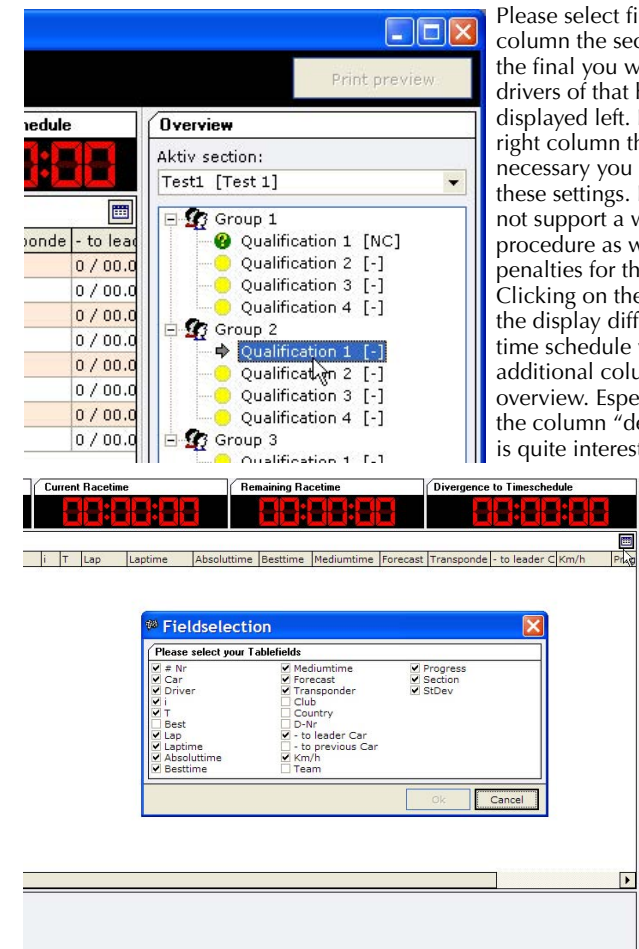 Print preview
edule
:00
onde - to lead
0 / 00.0
0 / 00.0
0 / 00.0
0 / 00.0
0 / 00.0
0 / 00.0
0 / 00.0
0 / 00.0
Overview
Aktiv section:
Test1 [Test 1]
Group 1
Qualification 1 [NC]
Qualification 2 [-]
Qualification 3 [-]
Qualification 4 [-]
Group 2
Qualification 1 [-]
Qualification 2 [-]
Qualification 3 [-]
Qualification 4 [-]
Group 3
Qualification 1 [-]
Please select fi
column the sec
the final you w
drivers of that
displayed left.
right column th
necessary you
these settings.
not support a v
procedure as w
penalties for th
Clicking on the
the display diff
time schedule
additional colu
overview. Espe
the column “de
is quite interest
Current Racetime Remaining Racetime Divergence to Timeschedule
00:00:00 00:00:00 00:00:00
i T Lap Laptime Absoluttime Besttime Mediumtime Forecast Transponde - to leader C Km/h Prog
Fieldselection
Please select your Tablefields
# Nr
Car
Driver
i
T
Best
Lap
Laptime
Absoluttime
Besttime
Mediumtime
Forecast
Transponder
Club
Country
D-Nr
- to leader Car
- to previous Car
Km/h
Team
Progress
Section
StDev
Ok Cancel